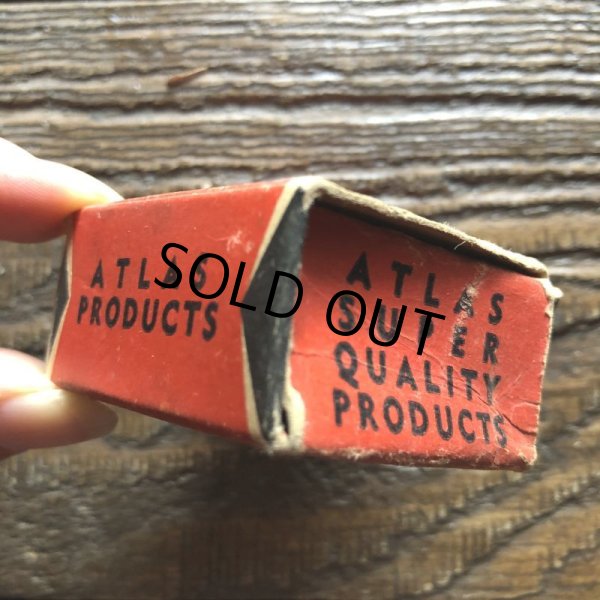 ATLAS
PRODUCTS
SOLD OUT
ATLAS
SUPER
QUALITY
PRODUCTS